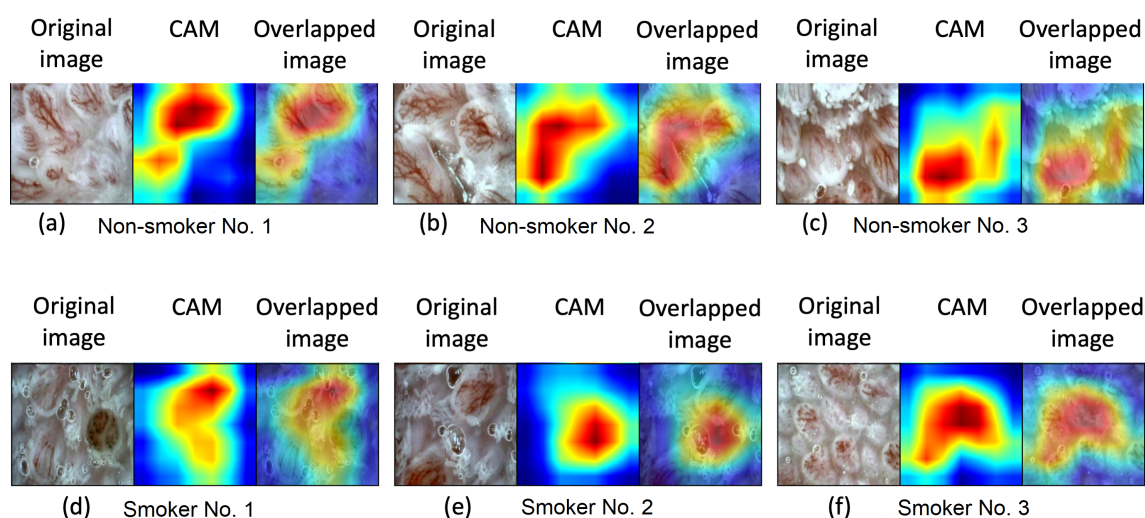 Original image CAM Overlapped image
Original image CAM Overlapped image
Original image CAM Overlapped image
(a) Non-smoker No. 1
(b) Non-smoker No. 2
(c) Non-smoker No. 3
Original image CAM Overlapped image
Original image CAM Overlapped image
Original image CAM Overlapped image
(d) Smoker No. 1
(e) Smoker No. 2
(f) Smoker No. 3